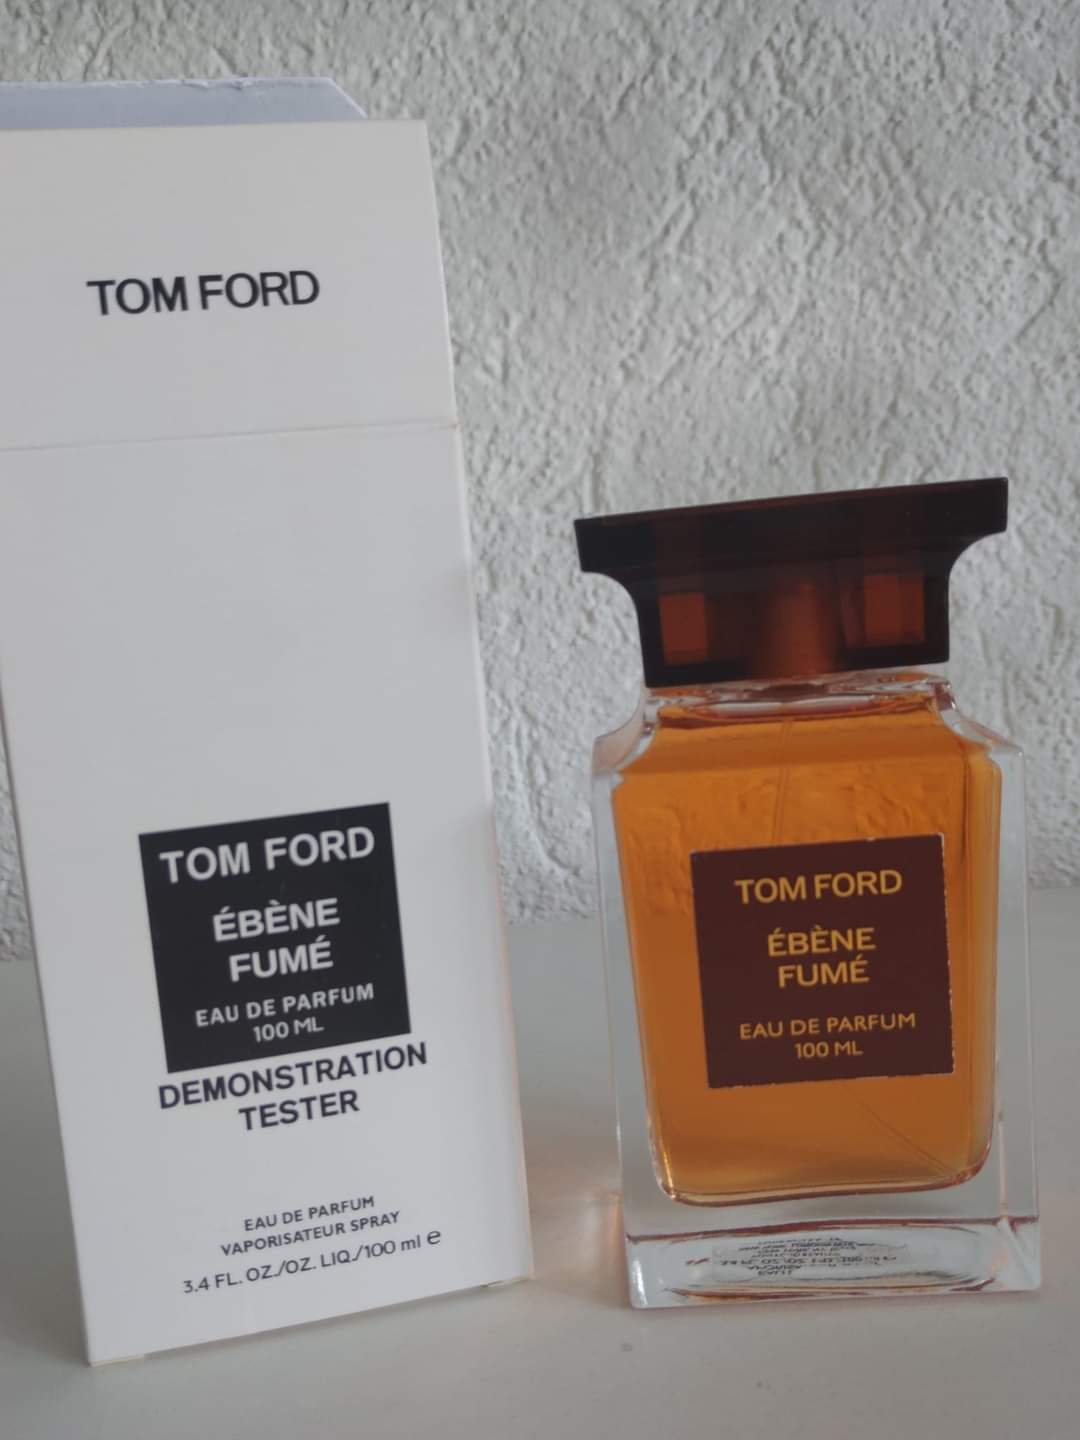 TOM FORD
TOM FORD
ÉBÈNE
FUMÉ
EAU DE PARFUM
100 ML
DEMONSTRATION
TESTER
EAU DE PARFUM
VAPORISATEUR SPRAY
3.4 FL. OZ./OZ. LIQ./100 ml e
TOM FORD
ÉBÈNE
FUMÉ
EAU DE PARFUM
100 ML